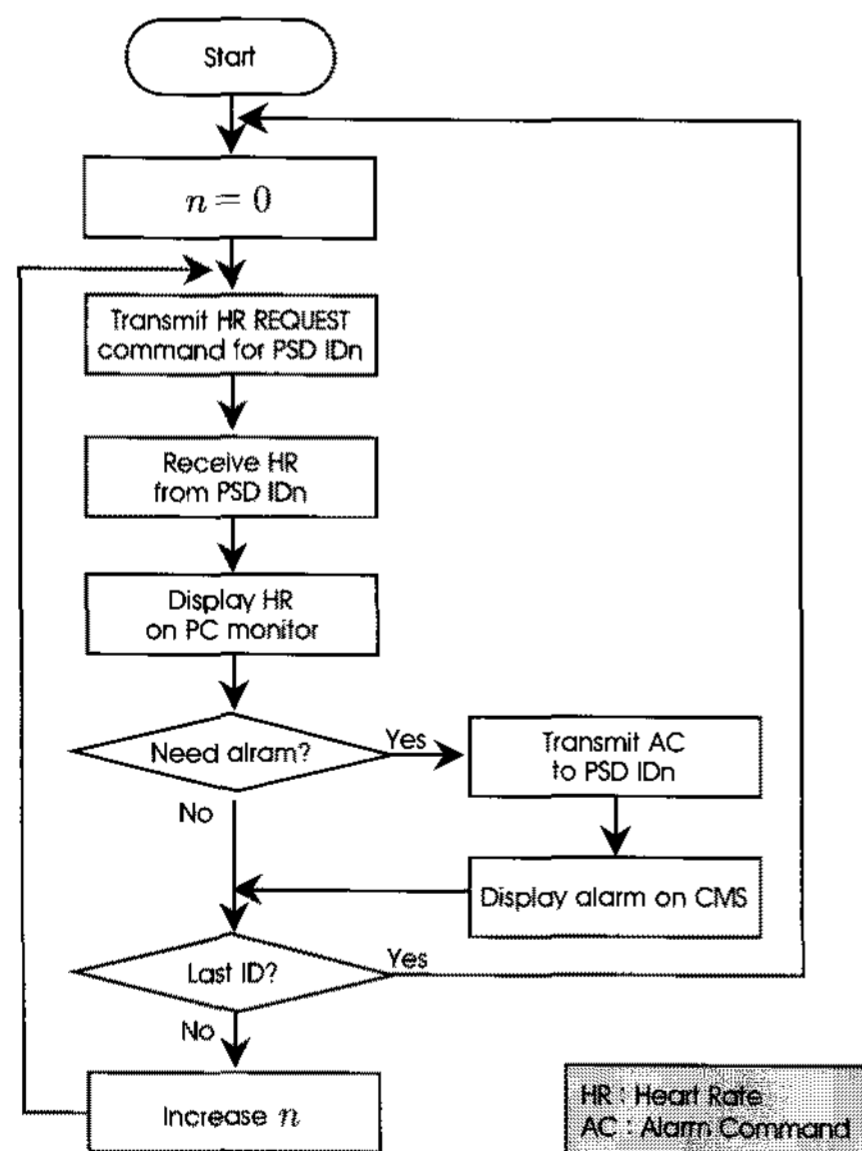 Start
n = 0
Transmit HR REQUEST
command for PSD IDn
Receive HR
from PSD IDn
Display HR
on PC monitor
Need alram?
Yes
Transmit AC
to PSD IDn
No
Display alarm on CMS
Last ID?
Yes
No
Increase n
HR : Heart Rate
AC : Alarm Command